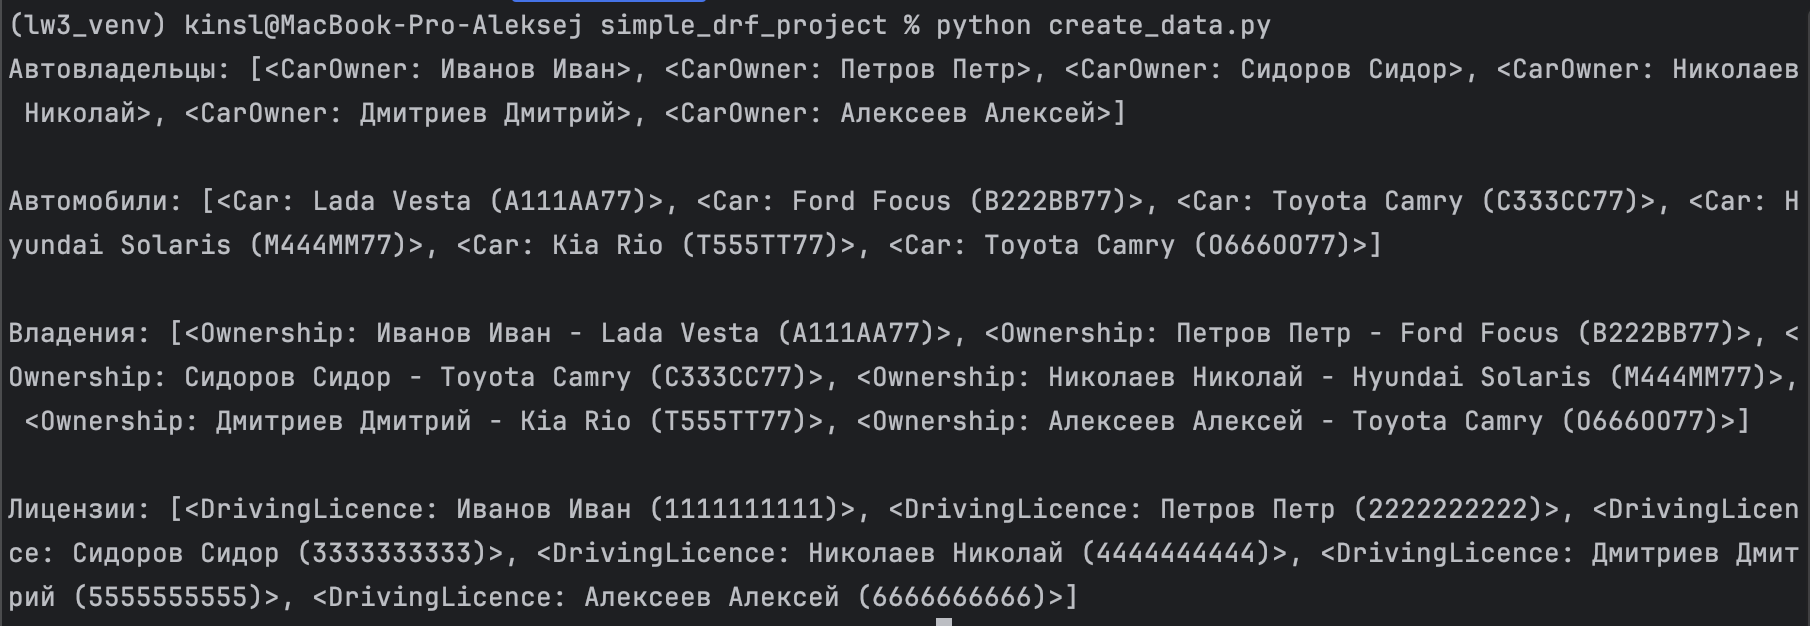 (lw3_venv) kinsl@MacBook-Pro-Aleksej simple_drf_project % python create_data.py
Автовладельцы: [<CarOwner: Иванов Иван>, <CarOwner: Петров Петр>, <CarOwner: Сидоров Сидор>, <CarOwner: Николаев
Николай>, <CarOwner: Дмитриев Дмитрий>, <CarOwner: Алексеев Алексей>]
Автомобили: [<Car: Lada Vesta (A111AA77)>, <Car: Ford Focus (B222BB77)>, <Car: Toyota Camry (C333CC77)>, <Car: H
yundai Solaris (M444MM77)>, <Car: Kia Rio (T555TT77)>, <Car: Toyota Camry (O666OO77)>]
Владения: [<Ownership: Иванов Иван - Lada Vesta (A111AA77)>, <Ownership: Петров Петр - Ford Focus (B222BB77)>, <
Ownership: Сидоров Сидор - Toyota Camry (C333CC77)>, <Ownership: Николаев Николай - Hyundai Solaris (M444MM77)>,
<Ownership: Дмитриев Дмитрий - Kia Rio (T555TT77)>, <Ownership: Алексеев Алексей - Toyota Camry (O666OO77)>]
Лицензии: [<DrivingLicence: Иванов Иван (1111111111)>, <DrivingLicence: Петров Петр (2222222222)>, <DrivingLicen
ce: Сидоров Сидор (3333333333)>, <DrivingLicence: Николаев Николай (4444444444)>, <DrivingLicence: Дмитриев Дмит
рий (5555555555)>, <DrivingLicence: Алексеев Алексей (6666666666)>]